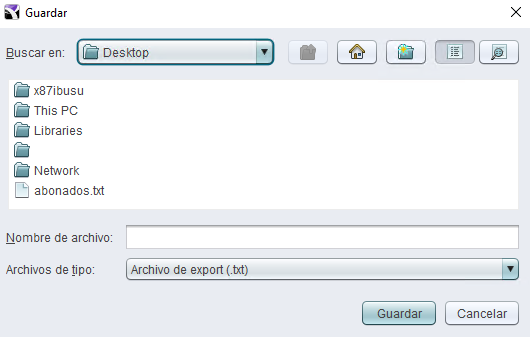 Guardar
Buscar en: Desktop
x87ibusu
This PC
Libraries
Network
abonados.txt
Nombre de archivo:
Archivos de tipo: Archivo de export (.txt)
Guardar Cancelar